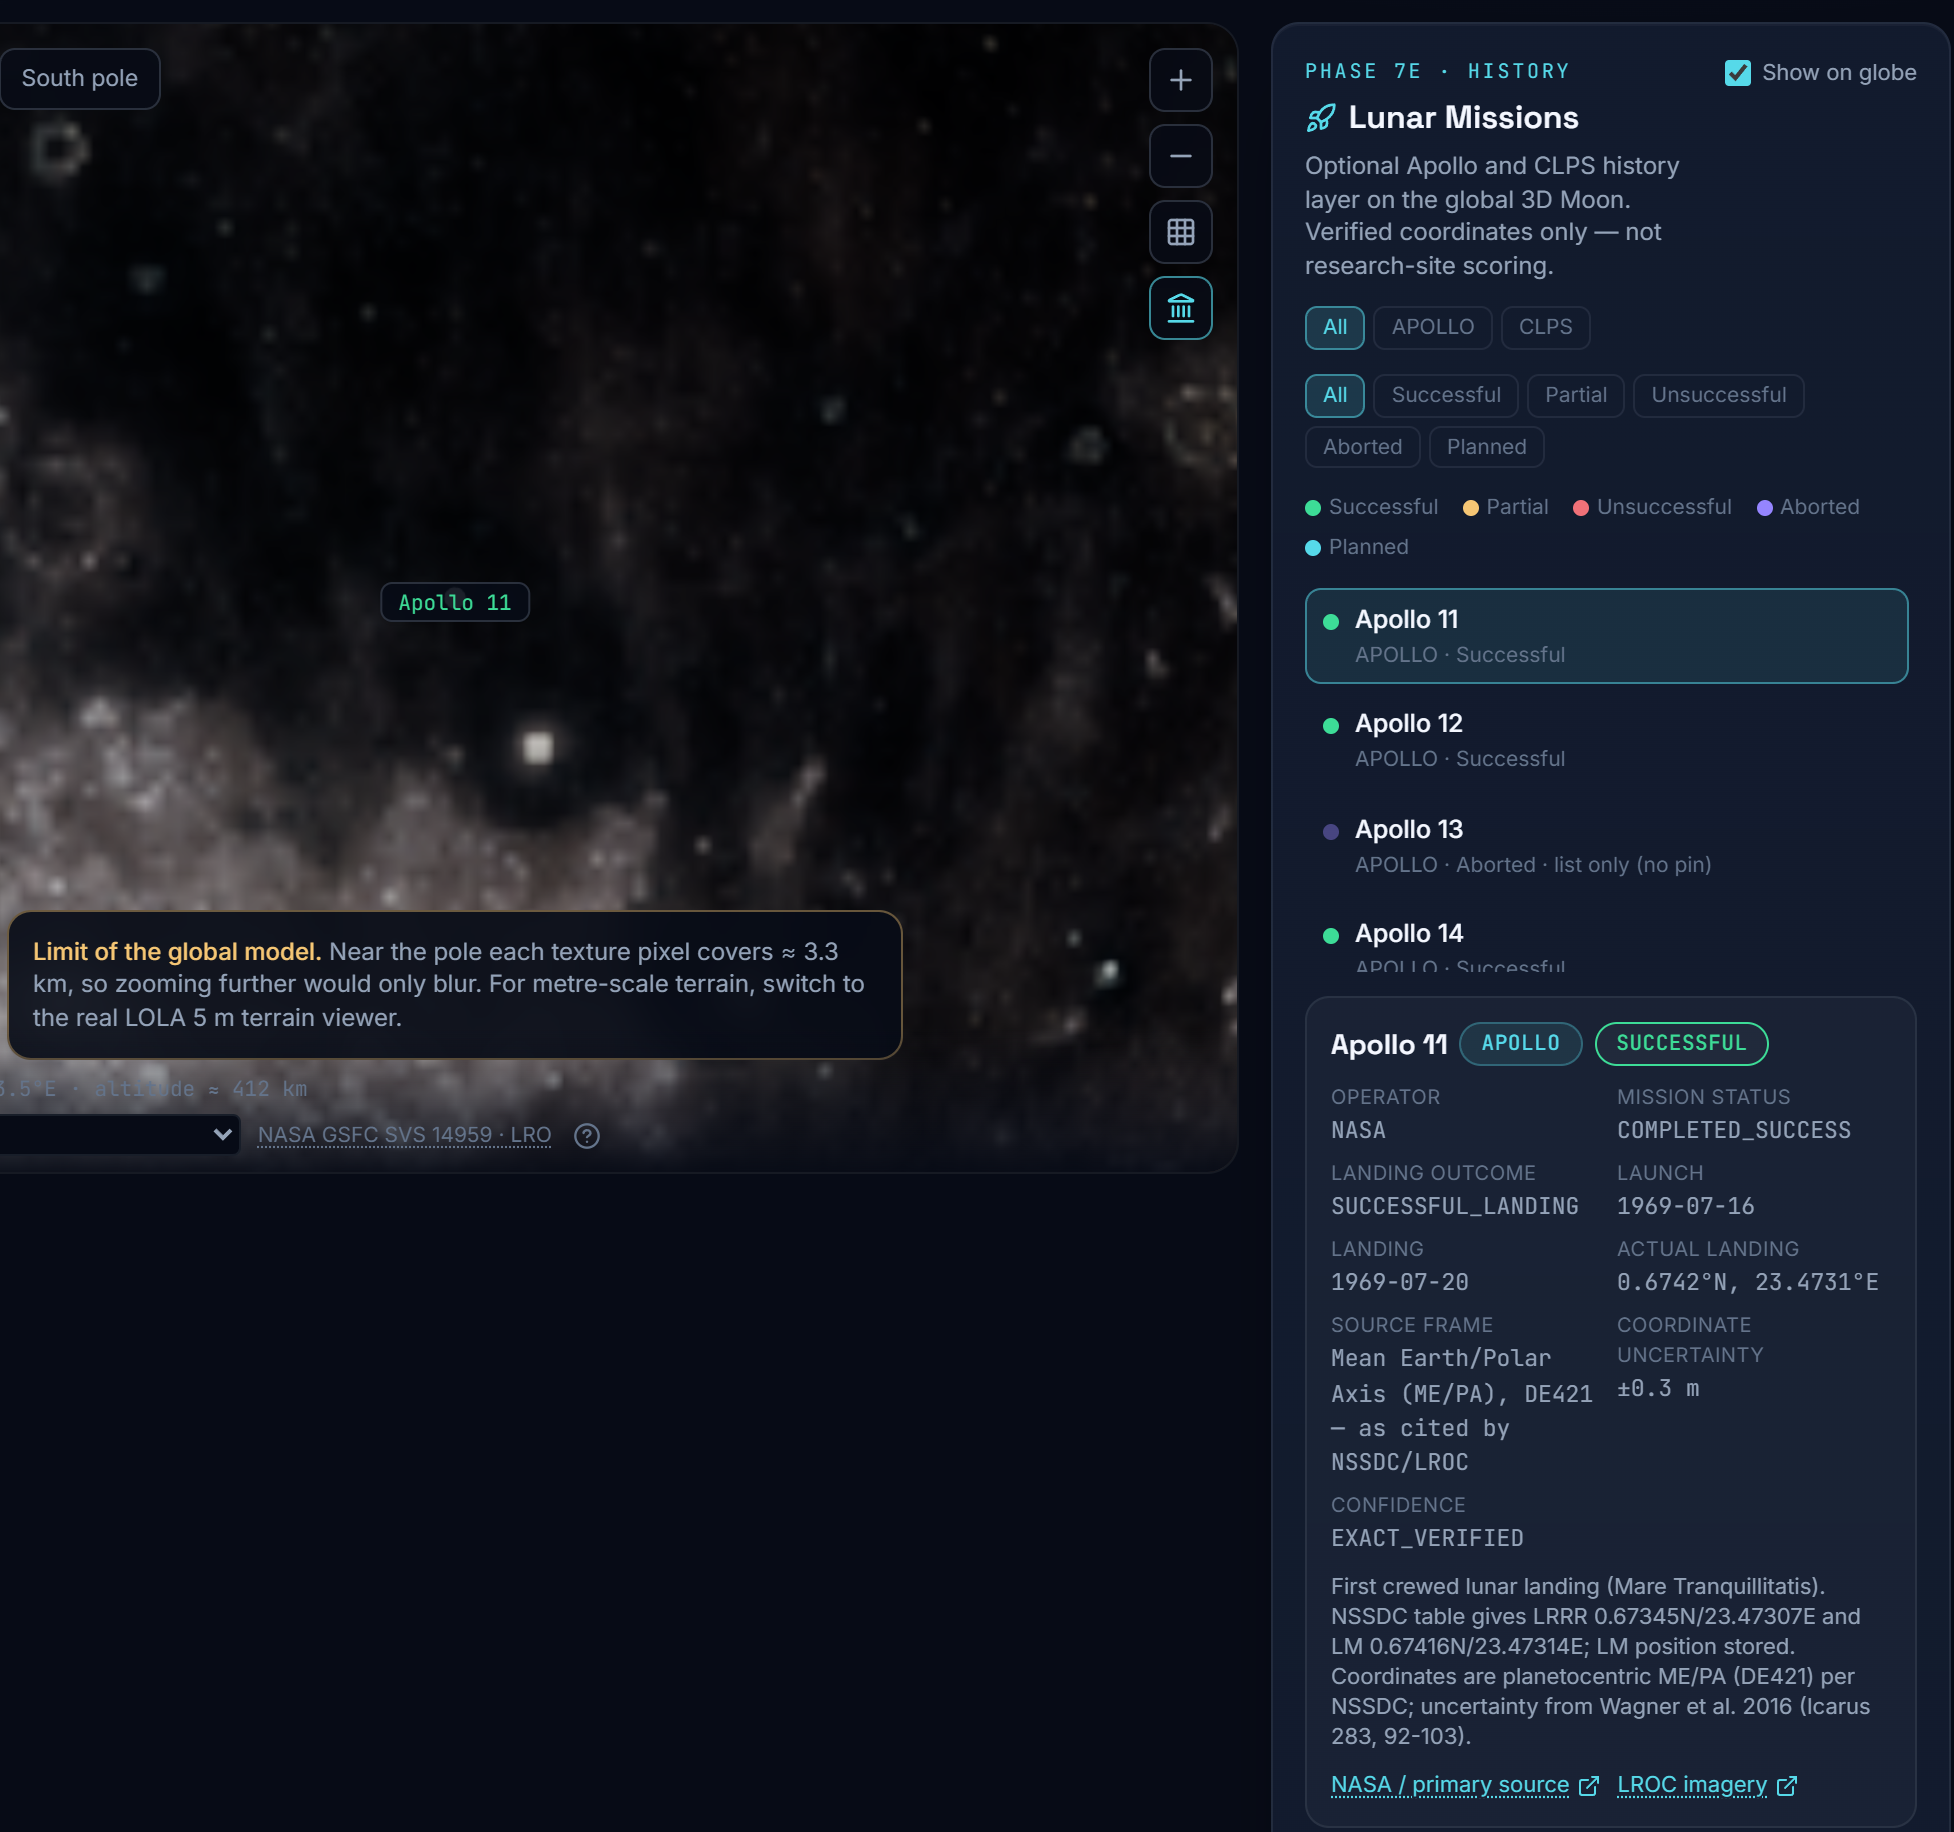 South pole
Apollo 11
Limit of the global model. Near the pole each texture pixel covers ≈ 3.3
km, so zooming further would only blur. For metre-scale terrain, switch to
the real LOLA 5 m terrain viewer.
3.5°E · altitude ≈ 412 km
NASA GSFC SVS 14959 · LRO
PHASE 7E · HISTORY
Show on globe
Lunar Missions
Optional Apollo and CLPS history
layer on the global 3D Moon.
Verified coordinates only — not
research-site scoring.
All APOLLO CLPS
All Successful Partial Unsuccessful
Aborted Planned
Successful Partial Unsuccessful Aborted
Planned
Apollo 11
APOLLO · Successful
Apollo 12
APOLLO · Successful
Apollo 13
APOLLO · Aborted · list only (no pin)
Apollo 14
APOLLO · Successful
Apollo 11 APOLLO SUCCESSFUL
OPERATOR
NASA
MISSION STATUS
COMPLETED_SUCCESS
LANDING OUTCOME
SUCCESSFUL_LANDING
LAUNCH
1969-07-16
LANDING
1969-07-20
ACTUAL LANDING
0.6742°N, 23.4731°E
SOURCE FRAME
Mean Earth/Polar
Axis (ME/PA), DE421
— as cited by
NSSDC/LROC
COORDINATE
UNCERTAINTY
±0.3 m
CONFIDENCE
EXACT_VERIFIED
First crewed lunar landing (Mare Tranquillitatis).
NSSDC table gives LRRR 0.67345N/23.47307E and
LM 0.67416N/23.47314E; LM position stored.
Coordinates are planetocentric ME/PA (DE421) per
NSSDC; uncertainty from Wagner et al. 2016 (Icarus
283, 92-103).
NASA / primary source LROC imagery